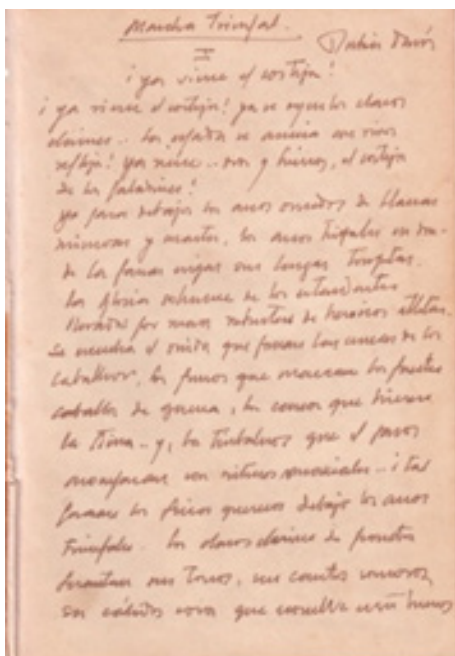 Marcha Triunfal.
Rubén Darío
I
¡ya viene el cortejo!
¡ya viene el cortejo! ya se oyen los claros
clarines.. La espada se anuncia con vivo
reflejo! ya viene.. oro y hierro, el cortejo
de los paladines!
ya pasa debajo los arcos ornados de blancas
minervas y martes, los arcos triunfales en don-
de las famas erigen sus largas trompetas.
La gloria solemne de los estandartes
llevados por manos robustas de heroicos atletas.
Se escucha el ruido que forman las armas de los
caballeros, los frenos que mascan los fuertes
caballos de guerra, los cascos que hieren
la tierra.. y, los timbaleros que el paso
acompasan con ritmos marciales.. ¡tal
pasan los fieros guerreros debajo los arcos
triunfales. Los claros clarines de pronto
levantan sus sones, su canto sonoro,
su cálido coro que envuelve en